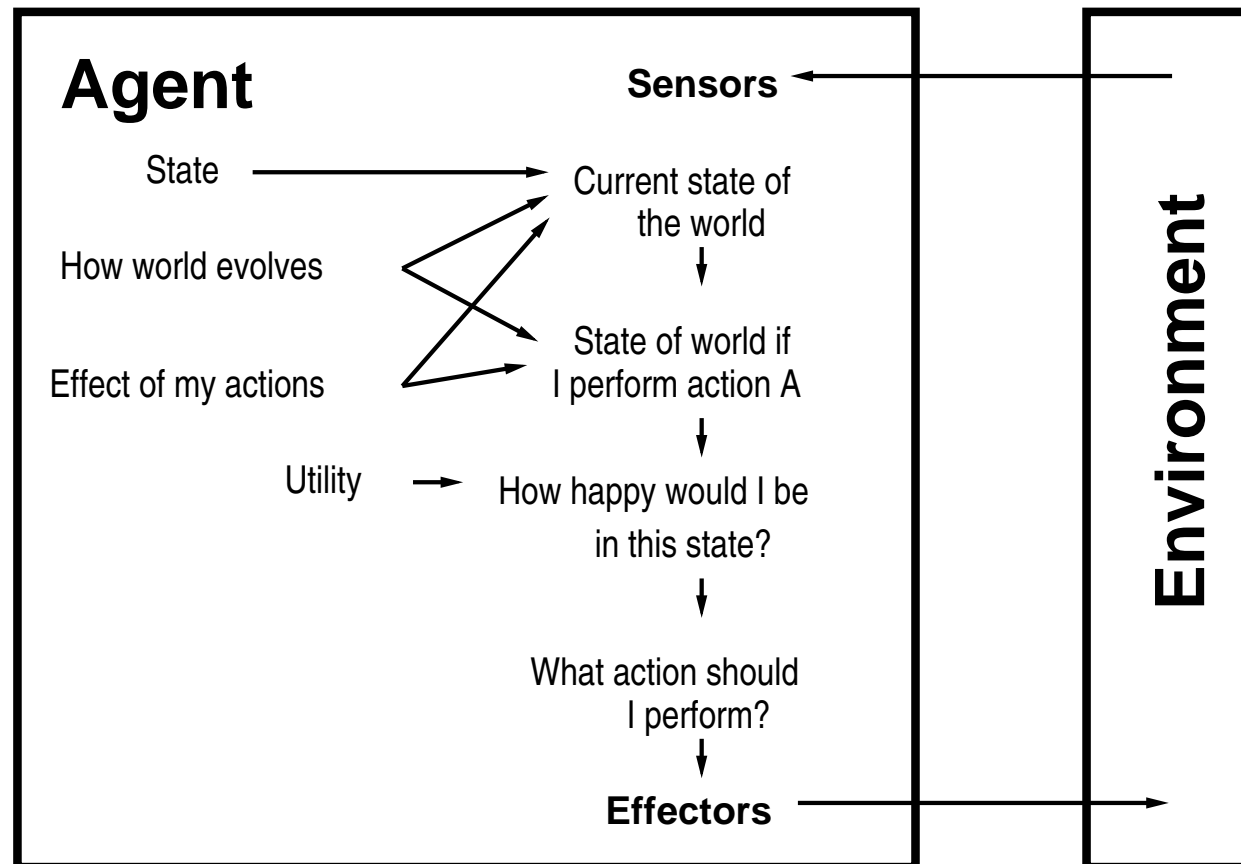 Agent
Sensors
State
Current state of
the world
How world evolves
State of world if
I perform action A
Effect of my actions
Utility
How happy would I be
in this state?
What action should
I perform?
Effectors
Environment